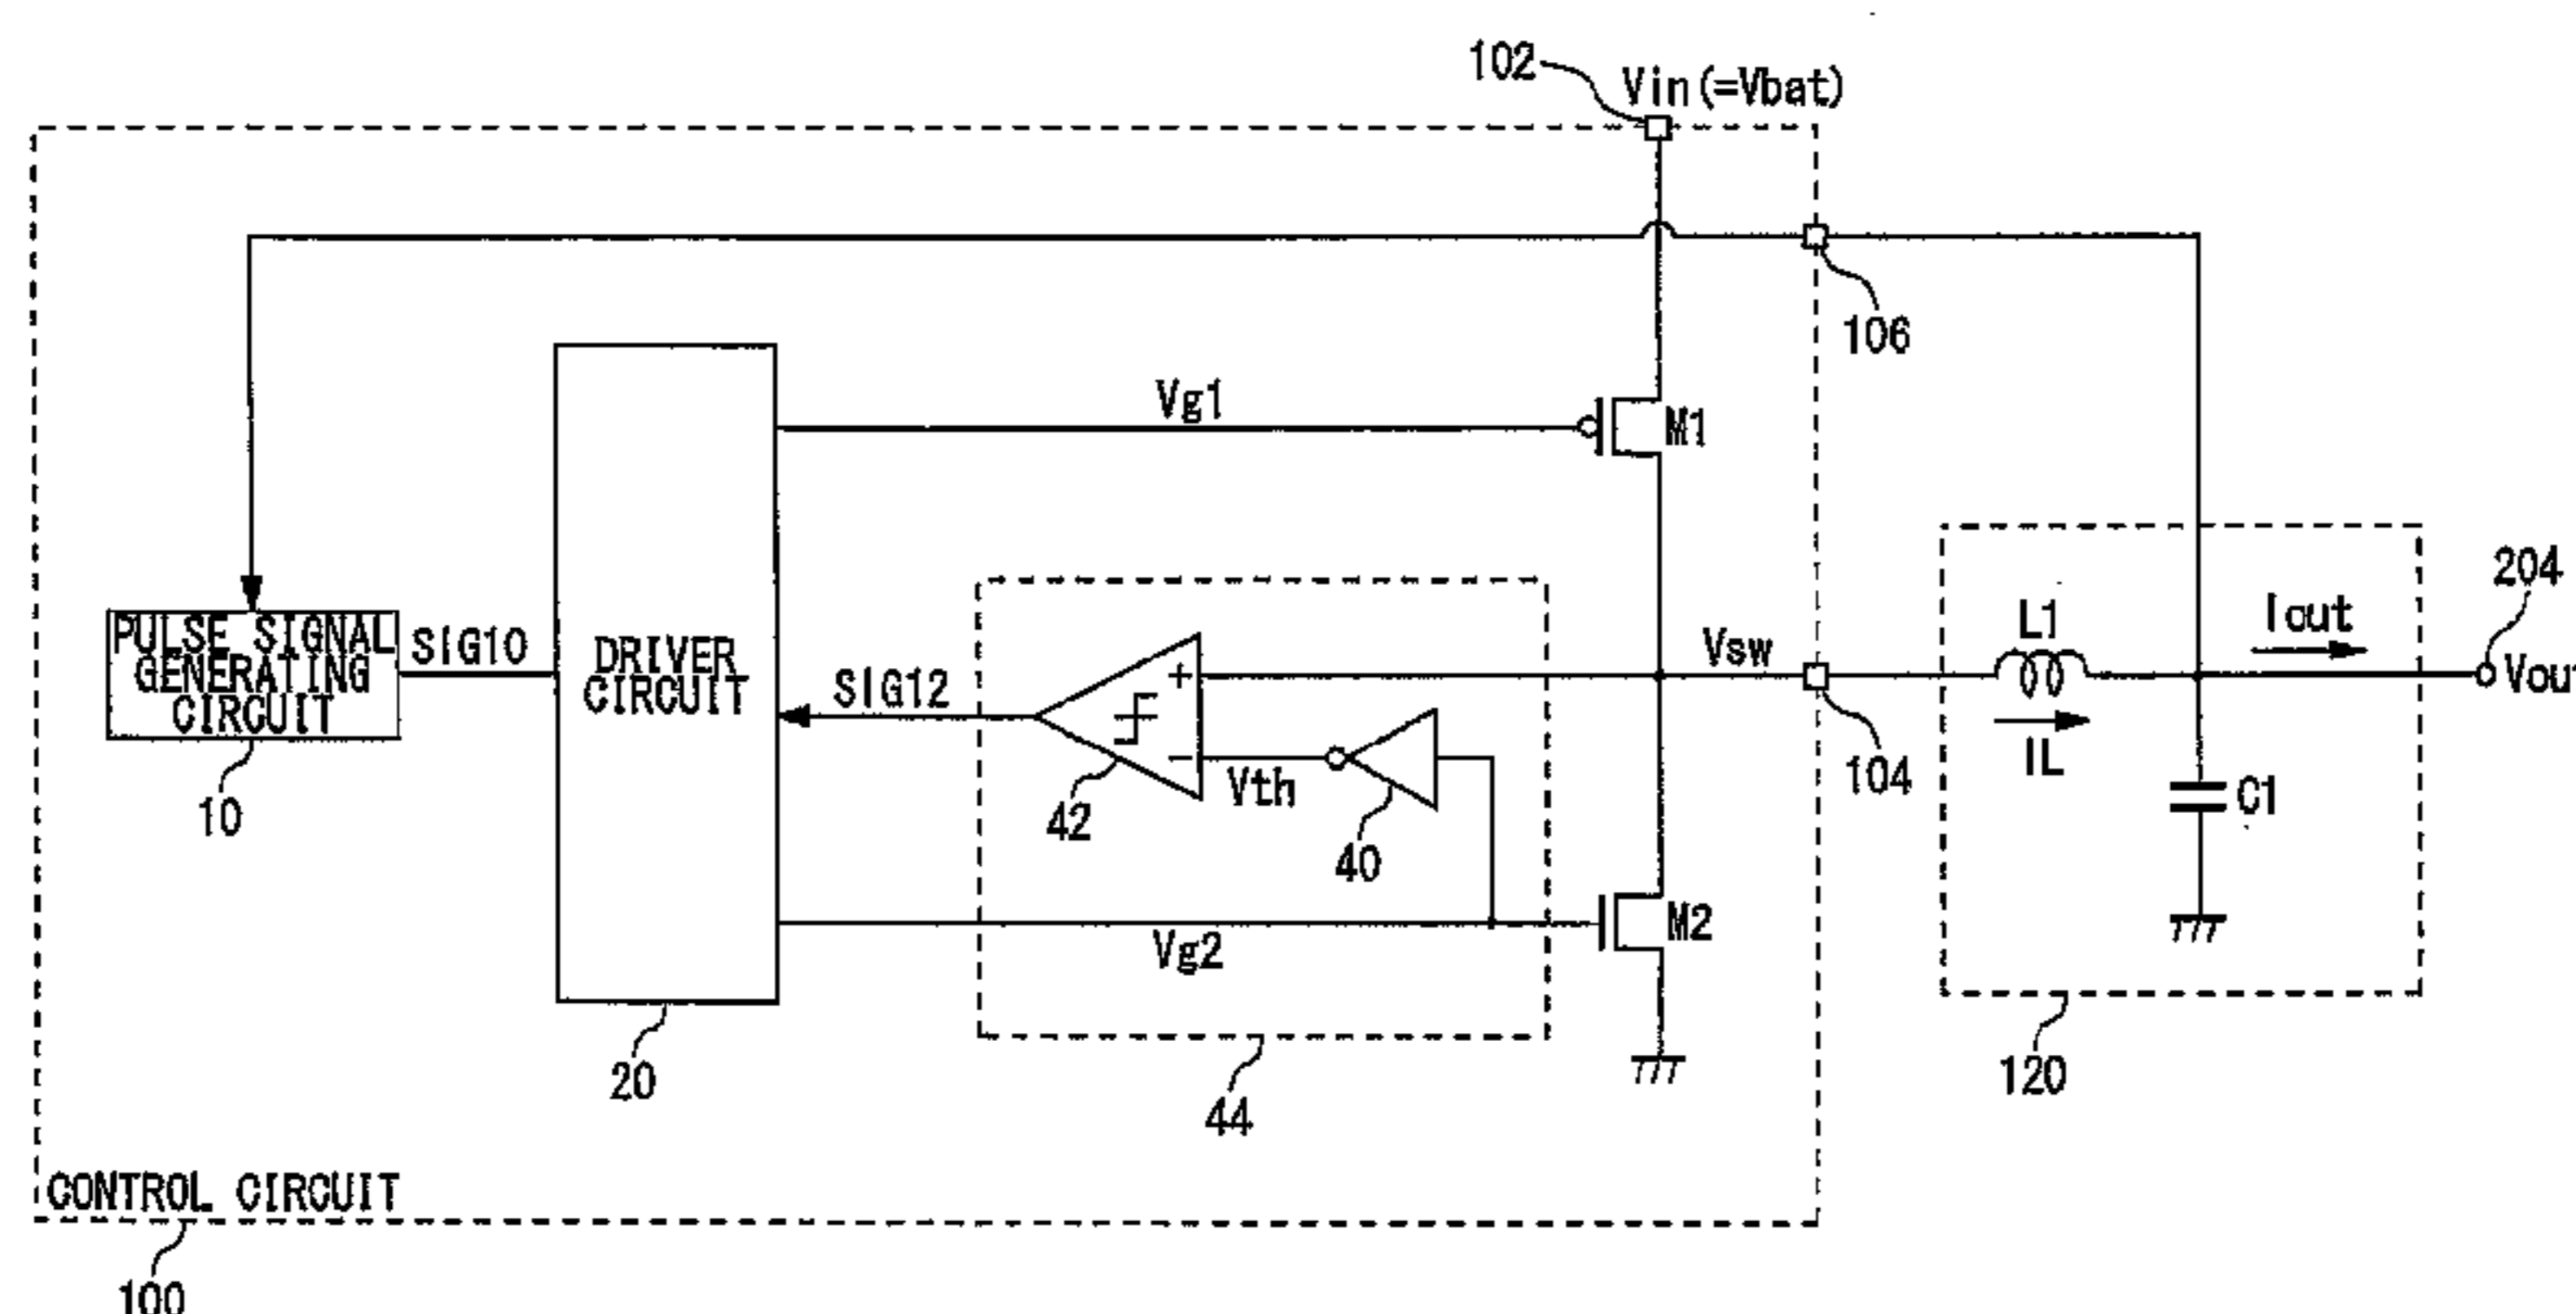 102
Vin(=Vbat)
106
Vg1
M1
204
Iout
L1
Vsw
PULSE SIGNAL
GENERATING
CIRCUIT
SIG10
DRIVER
CIRCUIT
SIG12
+
−
Vout
IL
104
Vth
C1
10
42
40
Vg2
M2
20
44
120
CONTROL CIRCUIT
100